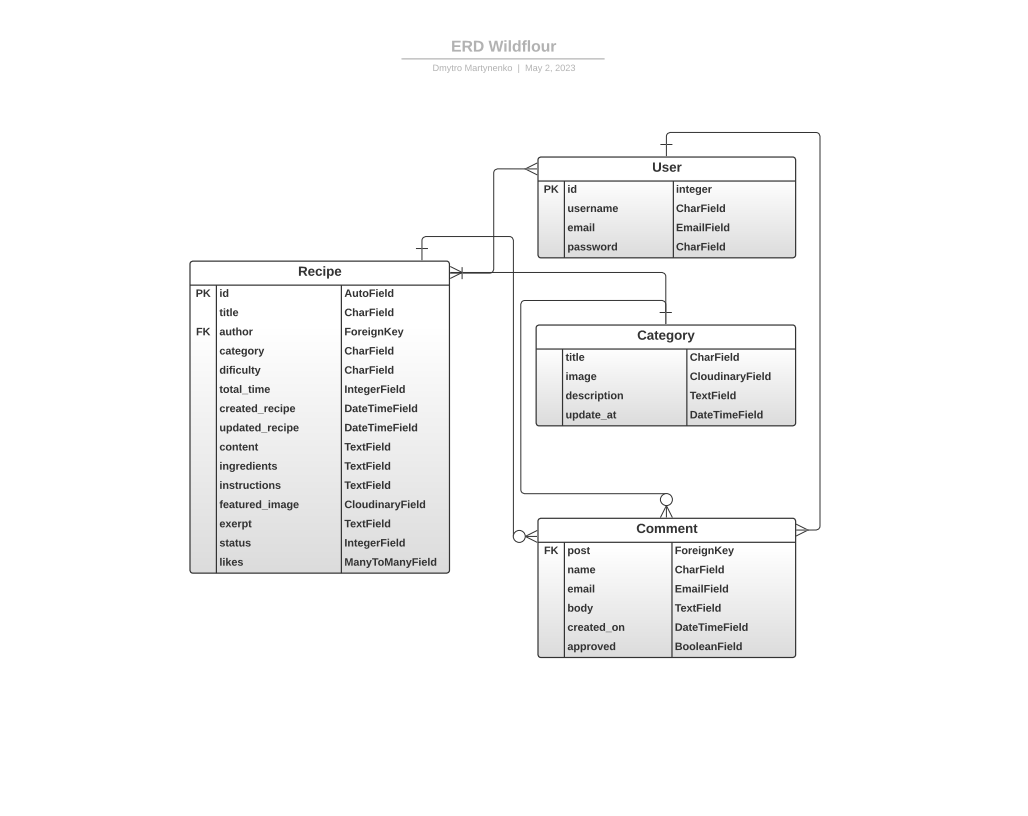 ERD Wildflour
Dmytro Martynenko | May 2, 2023
User
PK id integer
username CharField
email EmailField
password CharField
Recipe
PK id AutoField
title CharField
FK author ForeignKey
category CharField
dificulty CharField
total_time IntegerField
created_recipe DateTimeField
updated_recipe DateTimeField
content TextField
ingredients TextField
instructions TextField
featured_image CloudinaryField
exerpt TextField
status IntegerField
likes ManyToManyField
Category
title CharField
image CloudinaryField
description TextField
update_at DateTimeField
Comment
FK post ForeignKey
name CharField
email EmailField
body TextField
created_on DateTimeField
approved BooleanField